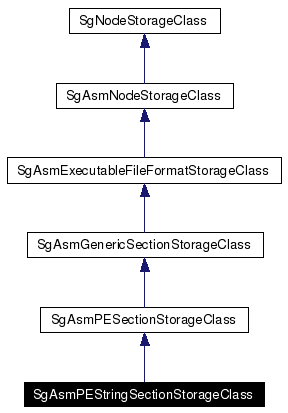 SgNodeStorageClass
SgAsmNodeStorageClass
SgAsmExecutableFileFormatStorageClass
SgAsmGenericSectionStorageClass
SgAsmPESectionStorageClass
SgAsmPEStringSectionStorageClass